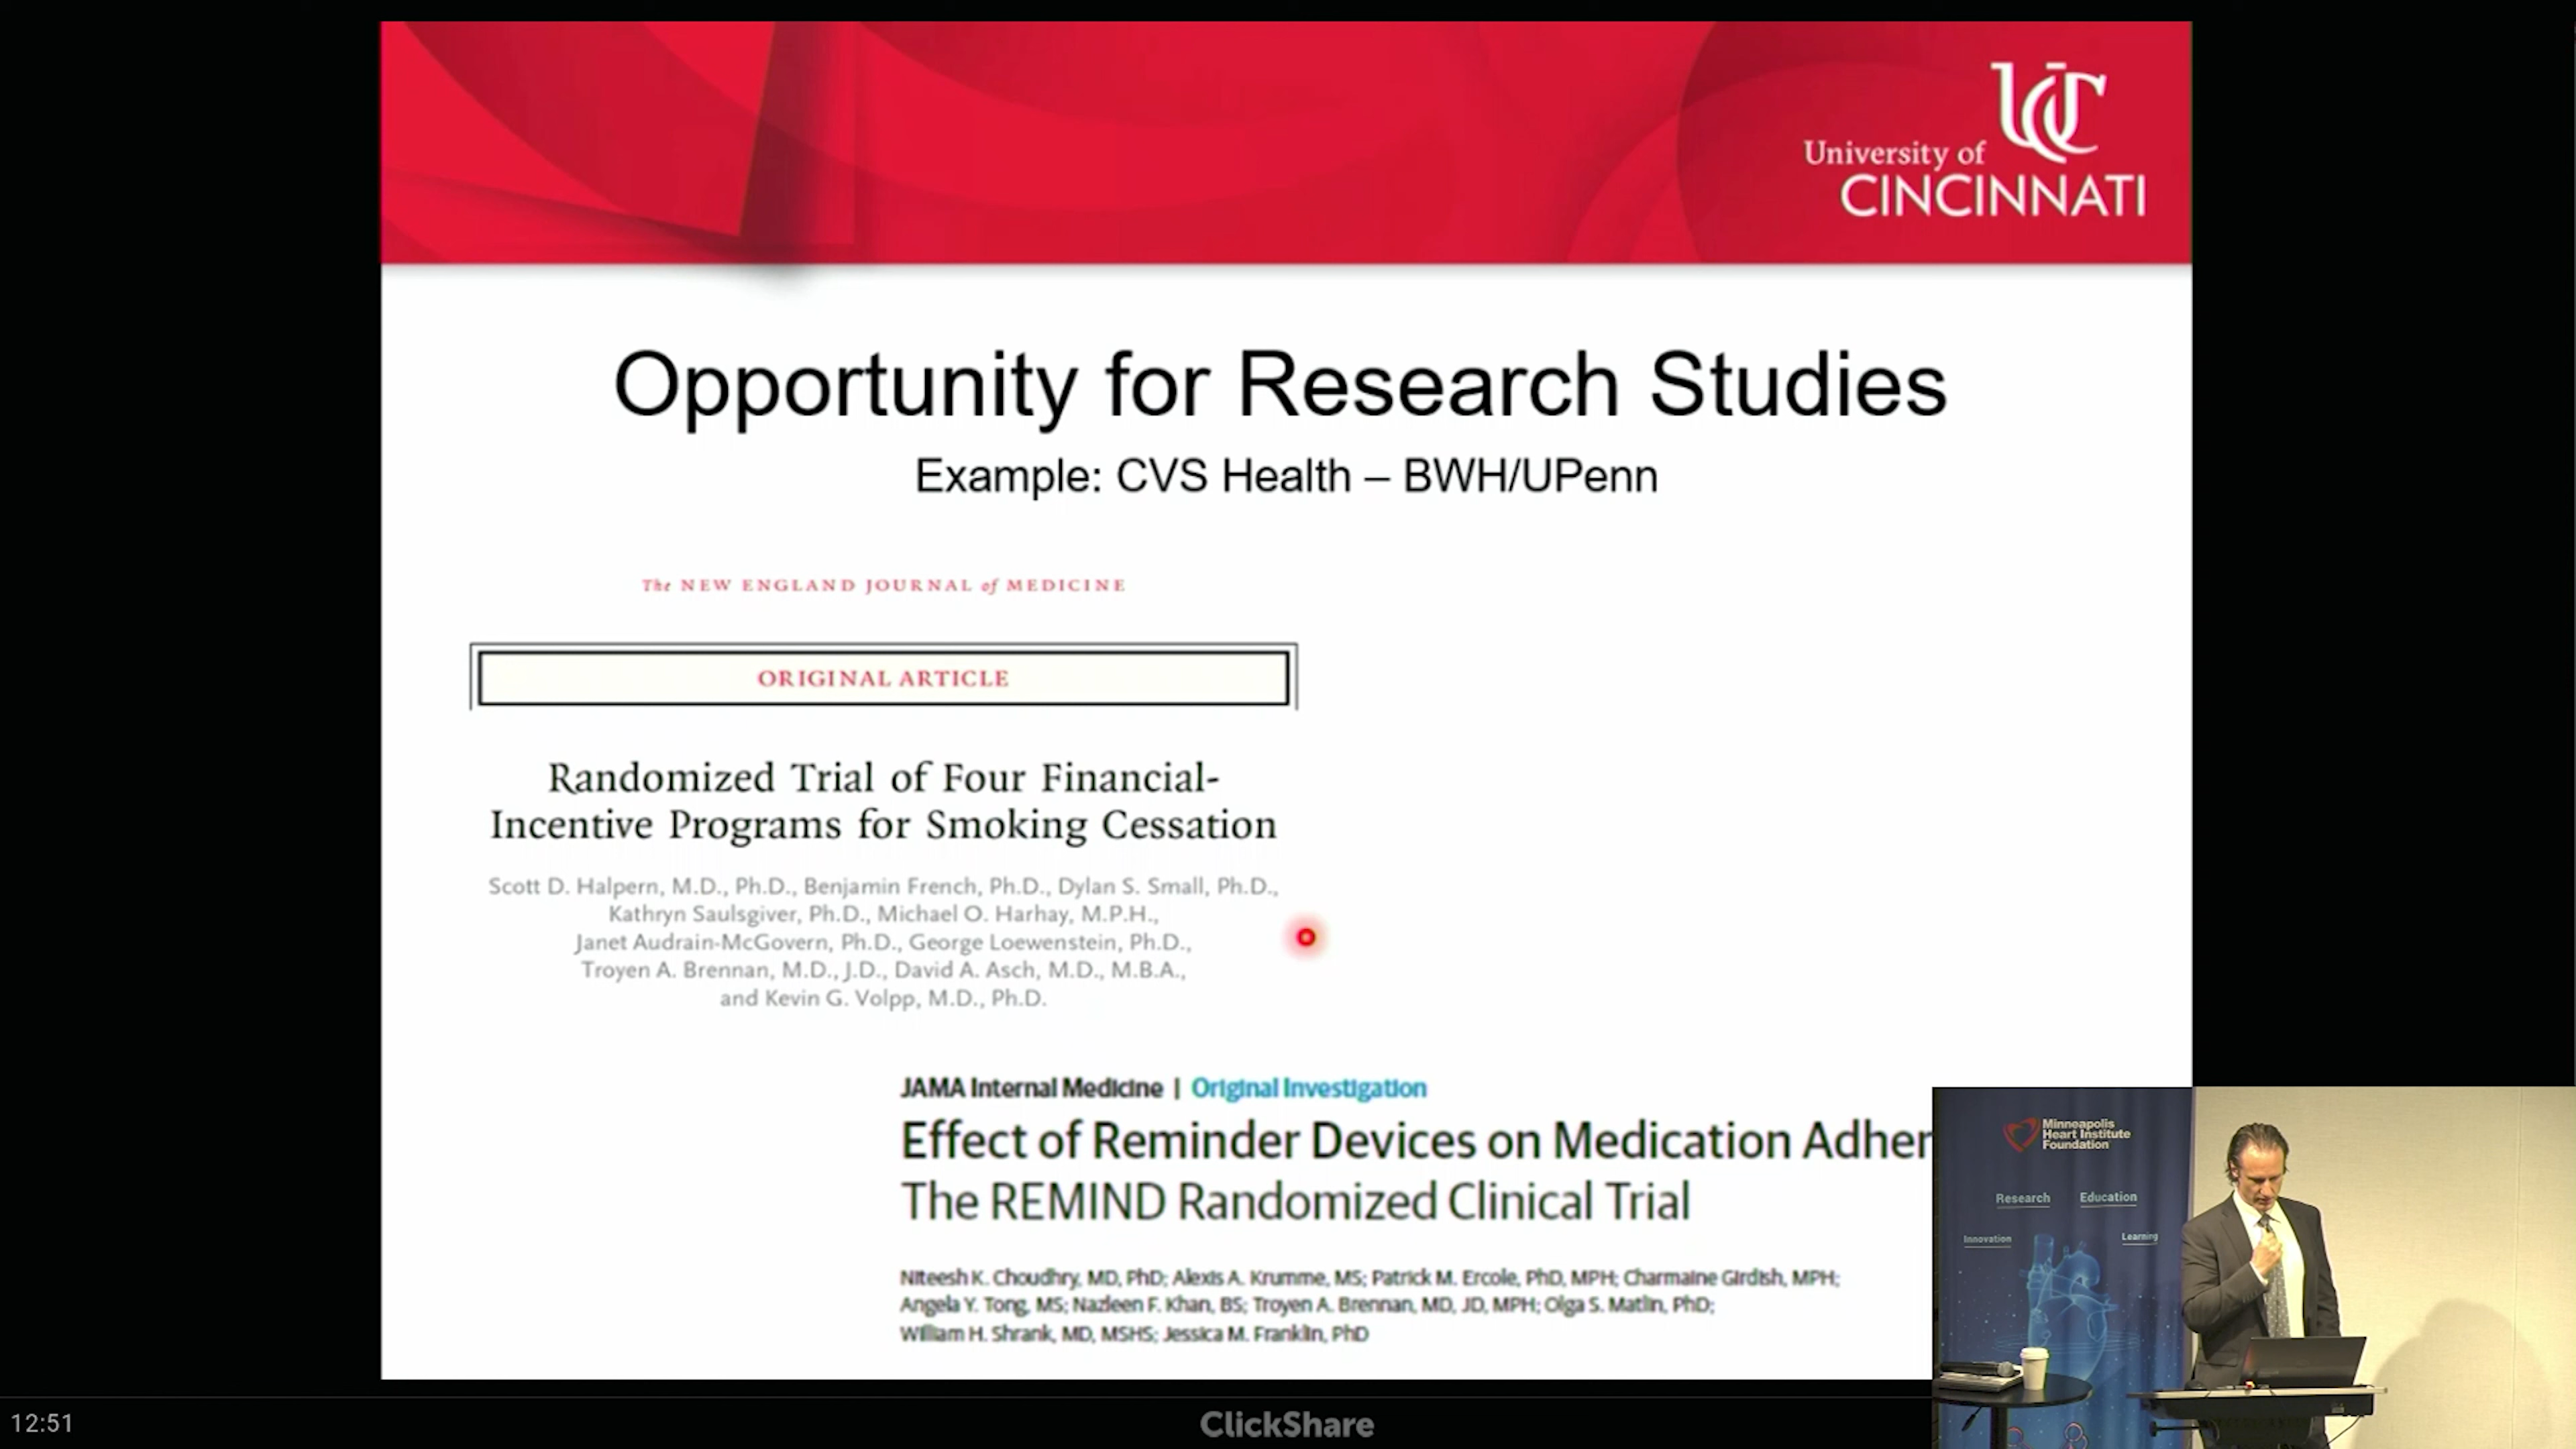 UC
University of
CINCINNATI
Opportunity for Research Studies
Example: CVS Health – BWH/UPenn
The NEW ENGLAND JOURNAL of MEDICINE
ORIGINAL ARTICLE
Randomized Trial of Four Financial-
Incentive Programs for Smoking Cessation
Scott D. Halpern, M.D., Ph.D., Benjamin French, Ph.D., Dylan S. Small, Ph.D.,
Kathryn Saulsgiver, Ph.D., Michael O. Harhay, M.P.H.,
Janet Audrain-McGovern, Ph.D., George Loewenstein, Ph.D.,
Troyen A. Brennan, M.D., J.D., David A. Asch, M.D., M.B.A.,
and Kevin G. Volpp, M.D., Ph.D.
JAMA Internal Medicine | Original Investigation
Effect of Reminder Devices on Medication Adher
The REMIND Randomized Clinical Trial
Niteesh K. Choudhry, MD, PhD; Alexis A. Krumme, MS; Patrick M. Ercole, PhD, MPH; Charmaine Girdish, MPH;
Angela Y. Tong, MS; Nazleen F. Khan, BS; Troyen A. Brennan, MD, JD, MPH; Olga S. Matlin, PhD;
William H. Shrank, MD, MSHS; Jessica M. Franklin, PhD
Minneapolis
Heart Institute
Foundation
Research Education
Innovation Learning
12:51
ClickShare